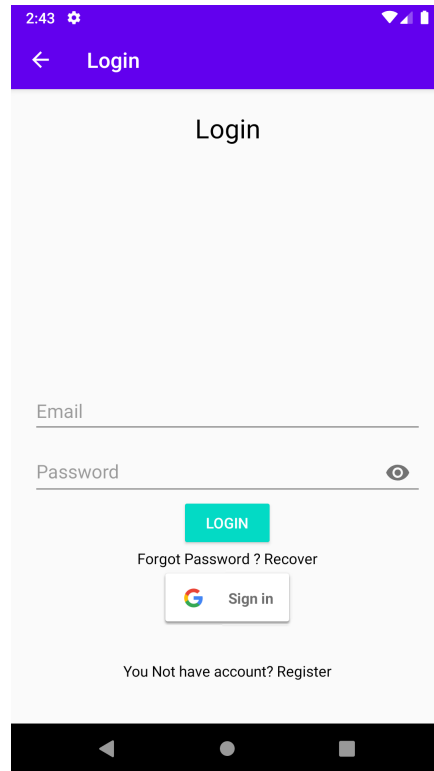 2:43
Login
Login
Email
Password
LOGIN
Forgot Password ? Recover
Sign in
You Not have account? Register